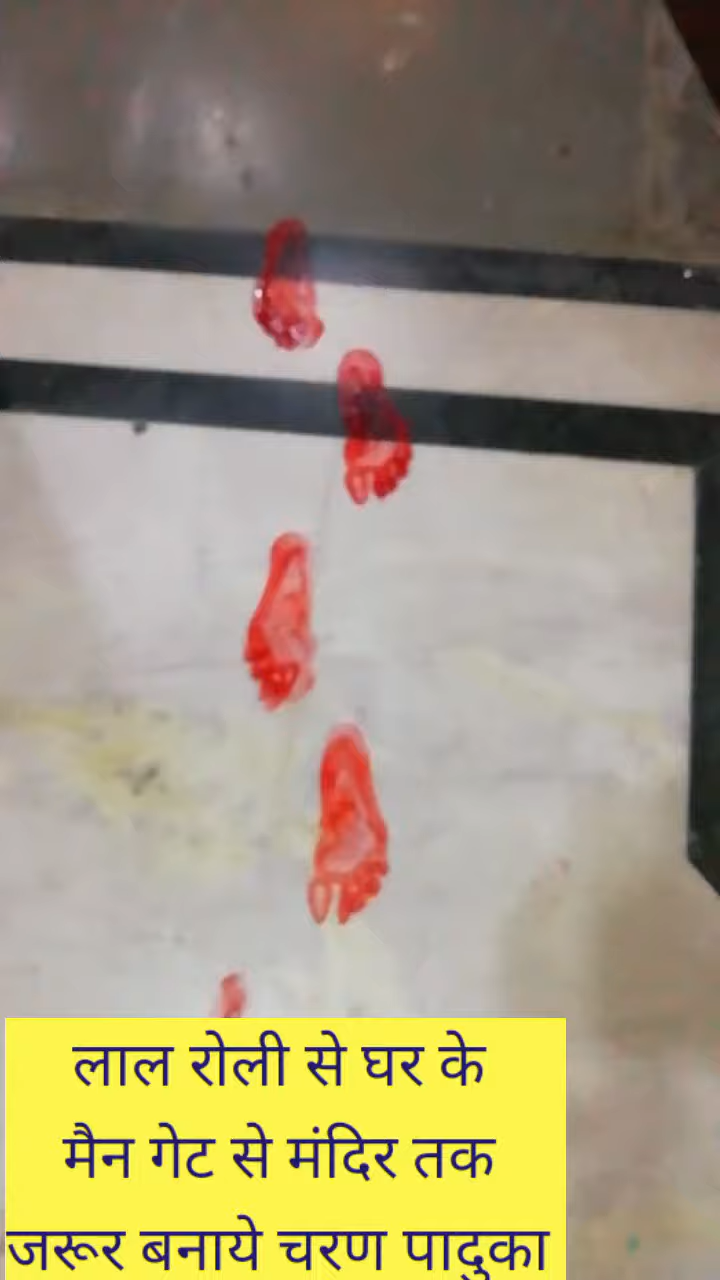 लाल रोली से घर के
मैन गेट से मंदिर तक
जरूर बनाये चरण पादुका